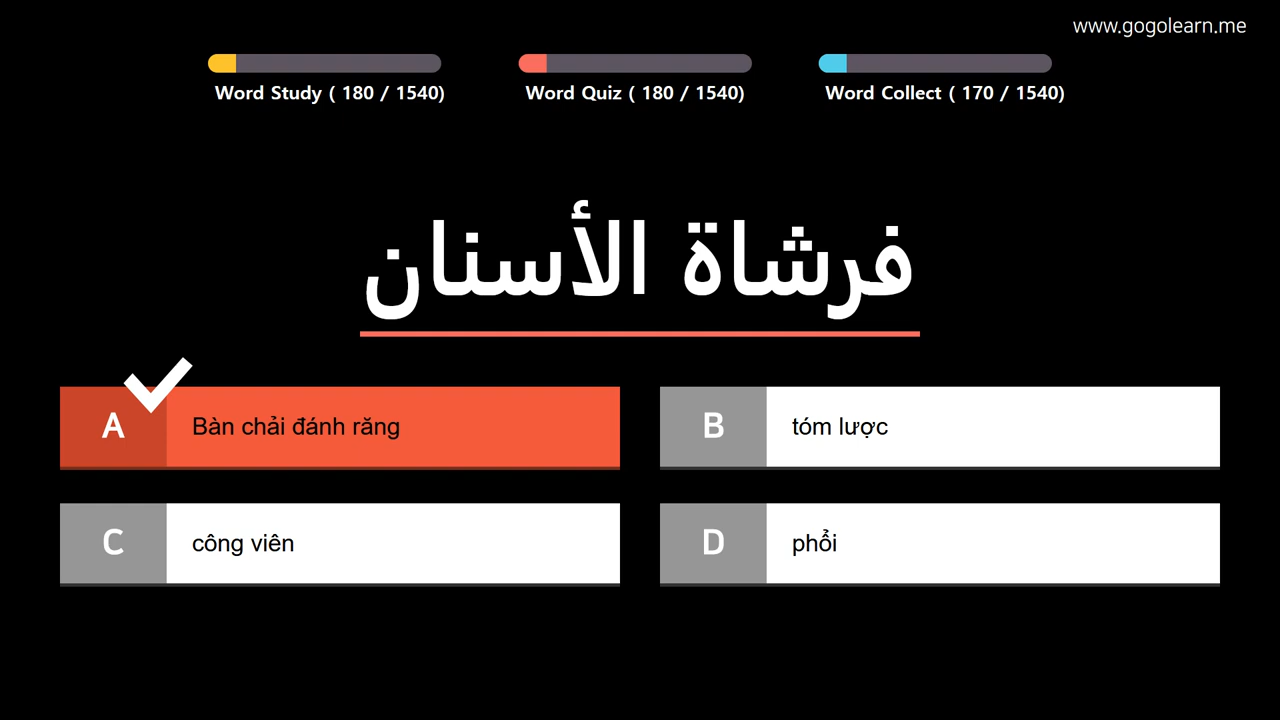 www.gogolearn.me
Word Study ( 180 / 1540)
Word Quiz ( 180 / 1540)
Word Collect ( 170 / 1540)
فرشاة الأسنان
A Bàn chải đánh răng
B tóm lược
C công viên
D phổi